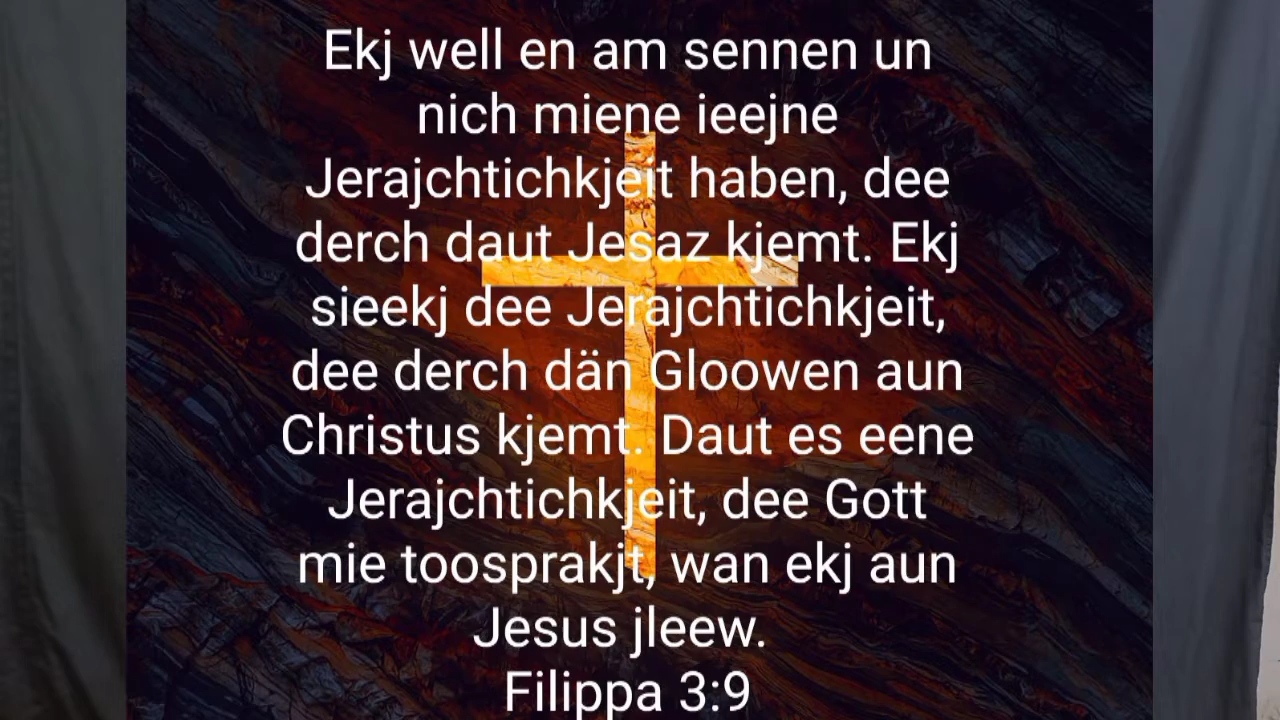 Ekj well en am sennen un
nich miene ieejne
Jerajchtichkjeit haben, dee
derch daut Jesaz kjemt. Ekj
sieekj dee Jerajchtichkjeit,
dee derch dän Gloowen aun
Christus kjemt. Daut es eene
Jerajchtichkjeit, dee Gott
mie toosprakjt, wan ekj aun
Jesus jleew.
Filippa 3:9